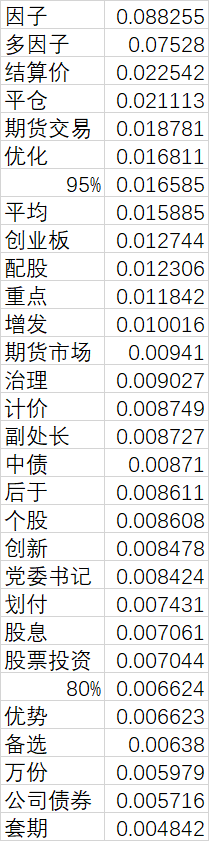 因子 0.088255
多因子 0.07528
结算价 0.022542
平仓 0.021113
期货交易 0.018781
优化 0.016811
95% 0.016585
平均 0.015885
创业板 0.012744
配股 0.012306
重点 0.011842
增发 0.010016
期货市场 0.00941
治理 0.009027
计价 0.008749
副处长 0.008727
中债 0.00871
后于 0.008611
个股 0.008608
创新 0.008478
党委书记 0.008424
划付 0.007431
股息 0.007061
股票投资 0.007044
80% 0.006624
优势 0.006623
备选 0.00638
万份 0.005979
公司债券 0.005716
套期 0.004842